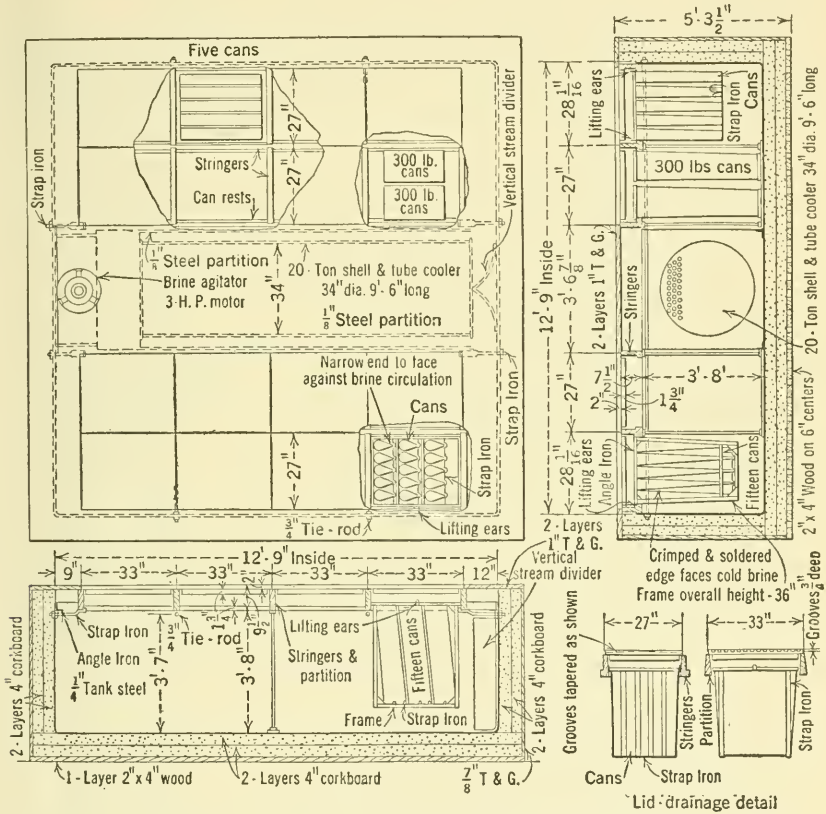 Five cans
Strap iron
27"
27"
Stringers
Can rests
300 lb.
cans
300 lb.
cans
Vertical stream divider
1/8" Steel partition
Brine agitator
3 H. P. motor
34"
20-Ton shell & tube cooler
34" dia. 9'- 6" long
1/8" Steel partition
Narrow end to face
against brine circulation
Cans
Strap Iron
Strap Iron
27"
3/4" Tie-rod
Lifting ears
5'- 3 1/2"
12'- 9" Inside
28 1/16"
27"
3'- 6 7/8"
27"
28 1/16"
Lifting ears
Strap Iron
Cans
300 lbs cans
Stringers
2-Layers 1" T & G.
7 1/2"
2"
1 3/4"
3'- 8'
Lifting ears
Angle Iron
Fifteen cans
20-Ton shell & tube cooler 34" dia. 9'- 6" long
2" x 4" Wood on 6" centers
Crimped & soldered
edge faces cold brine
Frame overall height - 36"
12'- 9" Inside
9"
33"
33"
2"
33"
33"
12"
2 - Layers
1" T & G.
Vertical
stream divider
Strap Iron
Angle Iron
1/4" Tank steel
3/4" Tie-rod
3'- 7"
1 3/4"
3'- 8"
9 1/2"
Lifting ears
Stringers &
partition
Fifteen cans
Frame
Strap Iron
2-Layers 4" corkboard
2-Layers 4" corkboard
1-Layer 2" x 4" wood
2-Layers 4" corkboard
7/8" T & G.
Grooves tapered as shown
27"
33"
Grooves 3/4" deep
Stringers
Partition
Strap Iron
Cans
Strap Iron
Lid-drainage detail